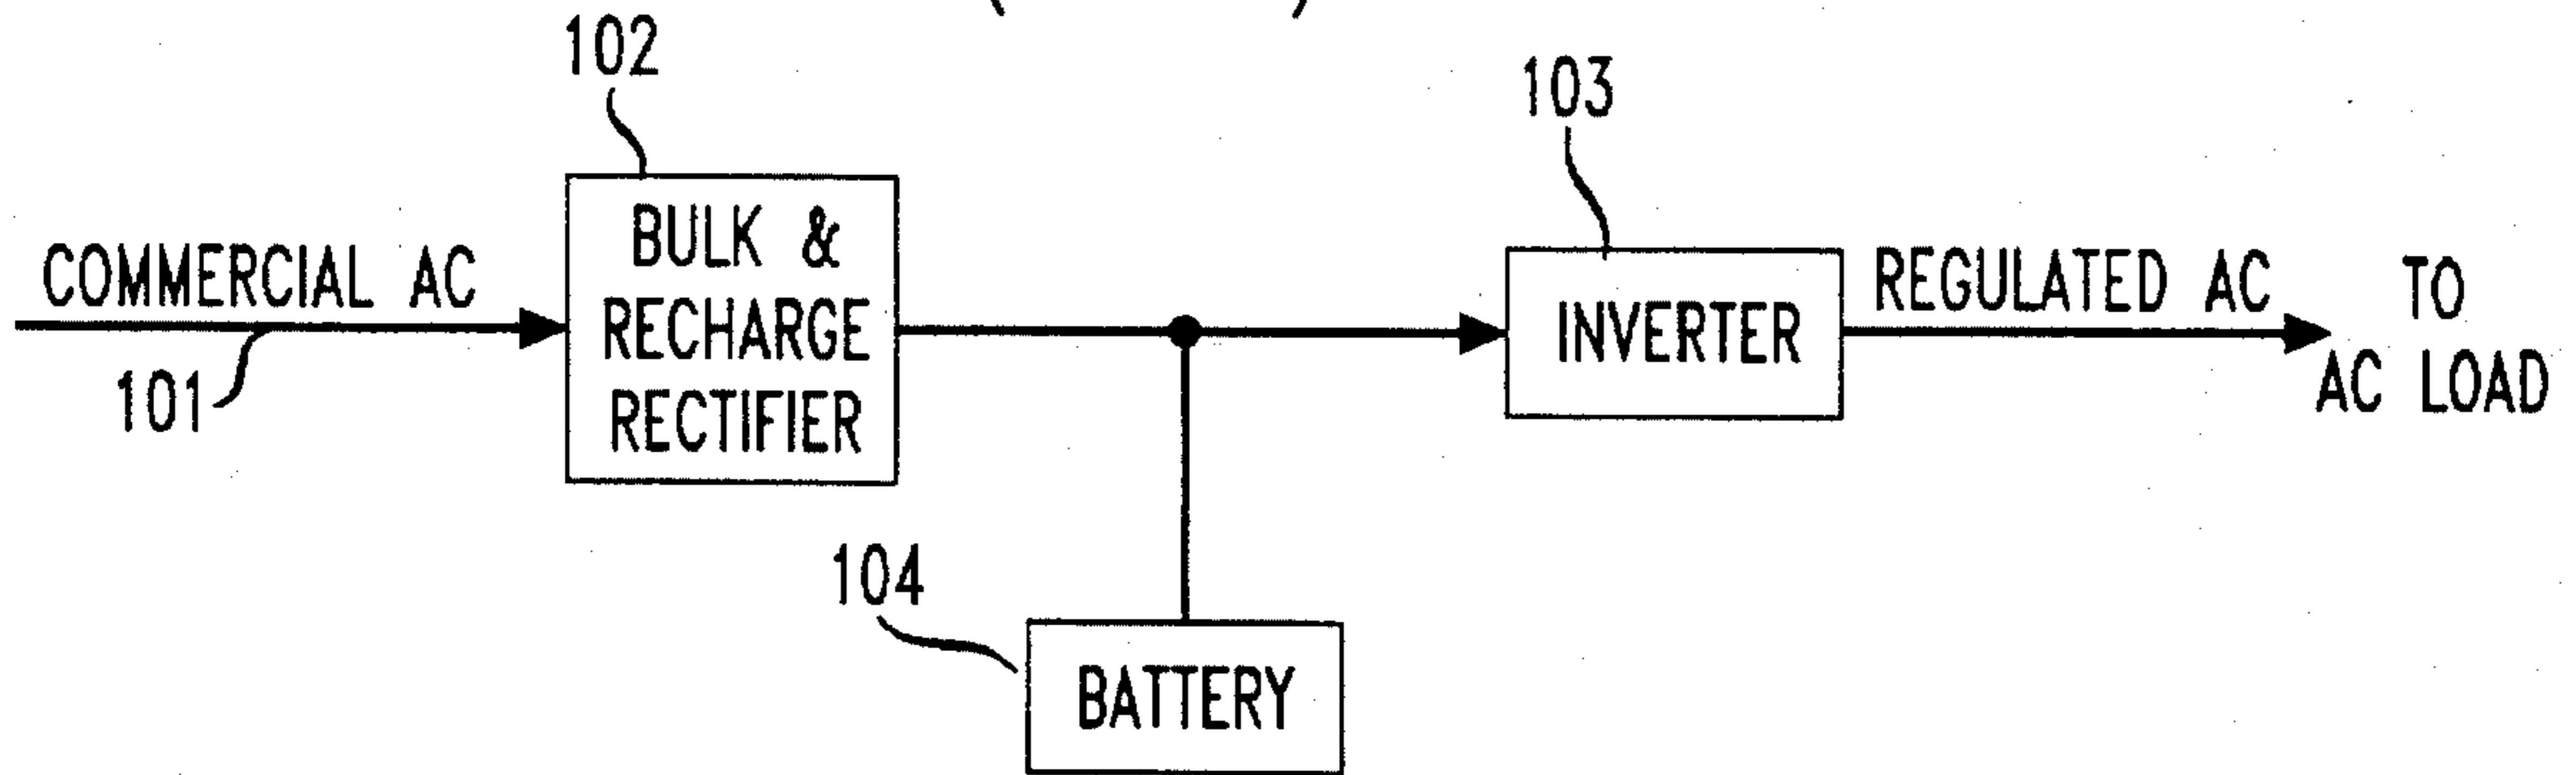 102
103
COMMERCIAL AC
101
BULK &
RECHARGE
RECTIFIER
INVERTER
REGULATED AC
TO
AC LOAD
104
BATTERY